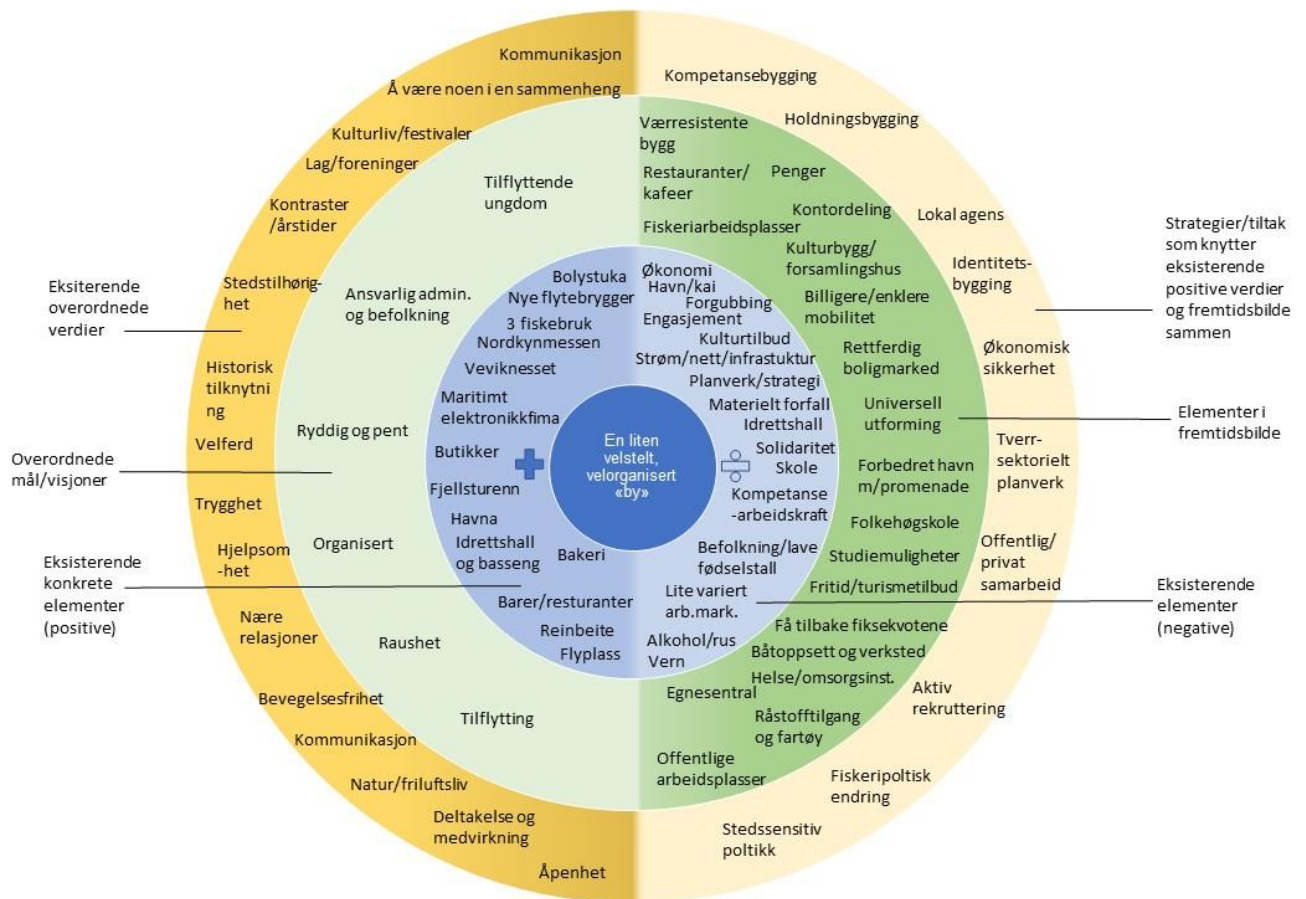 Kommunikasjon
Å være noen i en sammenheng
Kulturliv/festivaler
Lag/foreninger
Kontraster
/årstider
Stedstilhørig-
het
Historisk
tilknytni
ng
Velferd
Trygghet
Hjelpsom
-het
Nære
relasjoner
Bevegelsesfrihet
Kommunikasjon
Natur/friluftsliv
Deltakelse og
medvirkning
Åpenhet
Eksiterende
overordnede
verdier
Overordnede
mål/visjoner
Eksisterende
konkrete
elementer
(positive)
Tilflyttende
ungdom
Ansvarlig admin.
og befolkning
Ryddig og pent
Organisert
Raushet
Tilflytting
Bolystuka
Nye flytebrygger
3 fiskebruk
Nordkynmessen
Veviknesset
Maritimt
elektronikkfima
Butikker
Fjellsturenn
Havna
Idrettshall
og basseng
Bakeri
Barer/resturanter
Reinbeite
Flyplass
En liten
velstelt,
velorganisert
«by»
Økonomi
Havn/kai
Forgubbing
Engasjement
Kulturtilbud
Strøm/nett/infrastuktur
Planverk/strategi
Materielt forfall
Idrettshall
Solidaritet
Skole
Kompetanse
-arbeidskraft
Befolkning/lave
fødselstall
Lite variert
arb.mark.
Alkohol/rus
Vern
Værresistente
bygg
Restauranter/
kafeer
Penger
Kontordeling
Fiskeriarbeidsplasser
Kulturbygg/
forsamlingshus
Billigere/enklere
mobilitet
Rettferdig
boligmarked
Universell
utforming
Forbedret havn
m/promenade
Folkehøgskole
Studiemuligheter
Fritid/turismetilbud
Få tilbake fiksekvotene
Båtoppsett og verksted
Helse/omsorgsinst.
Egnesentral
Råstofftilgang
og fartøy
Offentlige
arbeidsplasser
Kompetansebygging
Holdningsbygging
Lokal agens
Identitets-
bygging
Økonomisk
sikkerhet
Tverr-
sektorielt
planverk
Offentlig/
privat
samarbeid
Aktiv
rekruttering
Fiskeripoltisk
endring
Stedssensitiv
poltikk
Strategier/tiltak
som knytter
eksisterende
positive verdier
og fremtidsbilde
sammen
Elementer i
fremtidsbilde
Eksisterende
elementer
(negative)